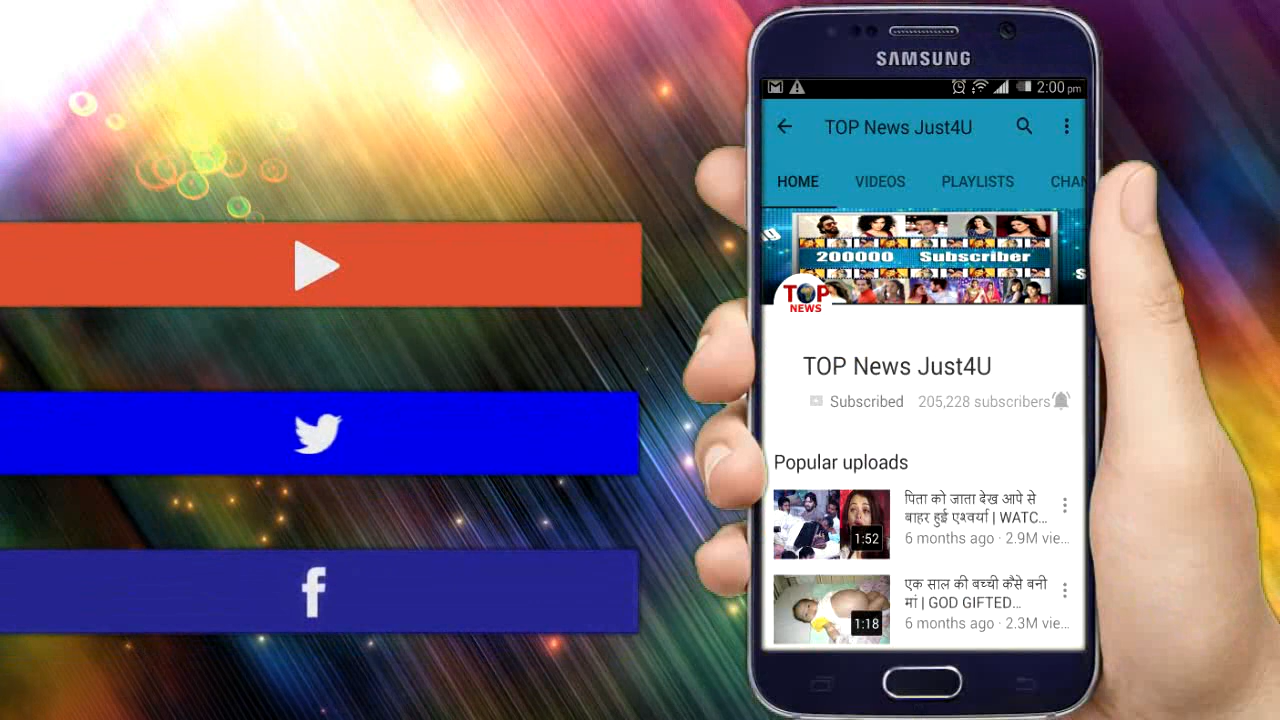 SAMSUNG
2:00 pm
TOP News Just4U
HOME VIDEOS PLAYLISTS CHAN
200000 Subscriber
TOP
NEWS
TOP News Just4U
Subscribed 205,228 subscribers
Popular uploads
पिता को जाता देख आपे से
बाहर हुई एश्वर्या | WATC...
1:52
6 months ago · 2.9M vie...
एक साल की बच्ची कैसे बनी
मां | GOD GIFTED...
1:18
6 months ago · 2.3M vie...